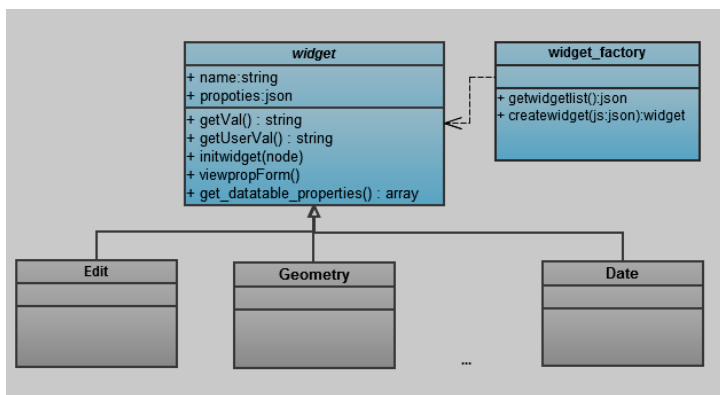 widget
+ name:string
+ propoties:json
+ getVal() : string
+ getUserVal() : string
+ initwidget(node)
+ viewpropForm()
+ get_datatable_properties() : array
widget_factory
+ getwidgetlist():json
+ createwidget(js:json):widget
Edit
Geometry
Date
...